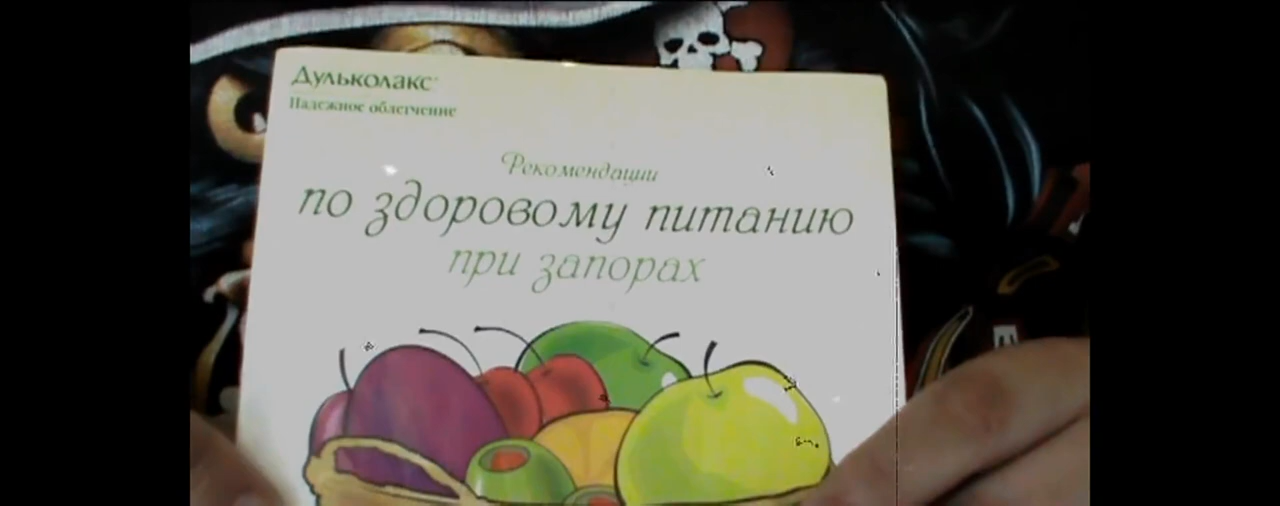 Дульколакс
Надежное облегчение
Рекомендации
по здоровому питанию
при запорах